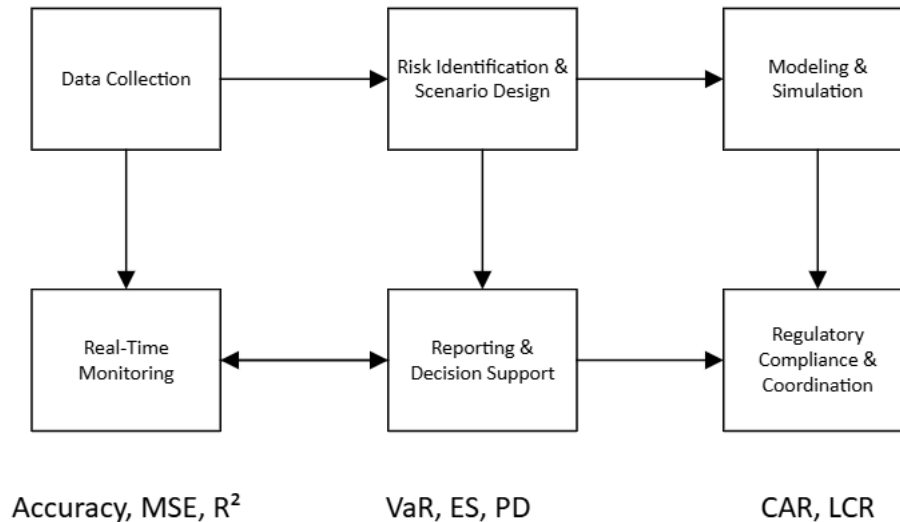 Data Collection
Risk Identification &
Scenario Design
Modeling &
Simulation
Real-Time
Monitoring
Reporting &
Decision Support
Regulatory
Compliance &
Coordination
Accuracy, MSE, R²
VaR, ES, PD
CAR, LCR